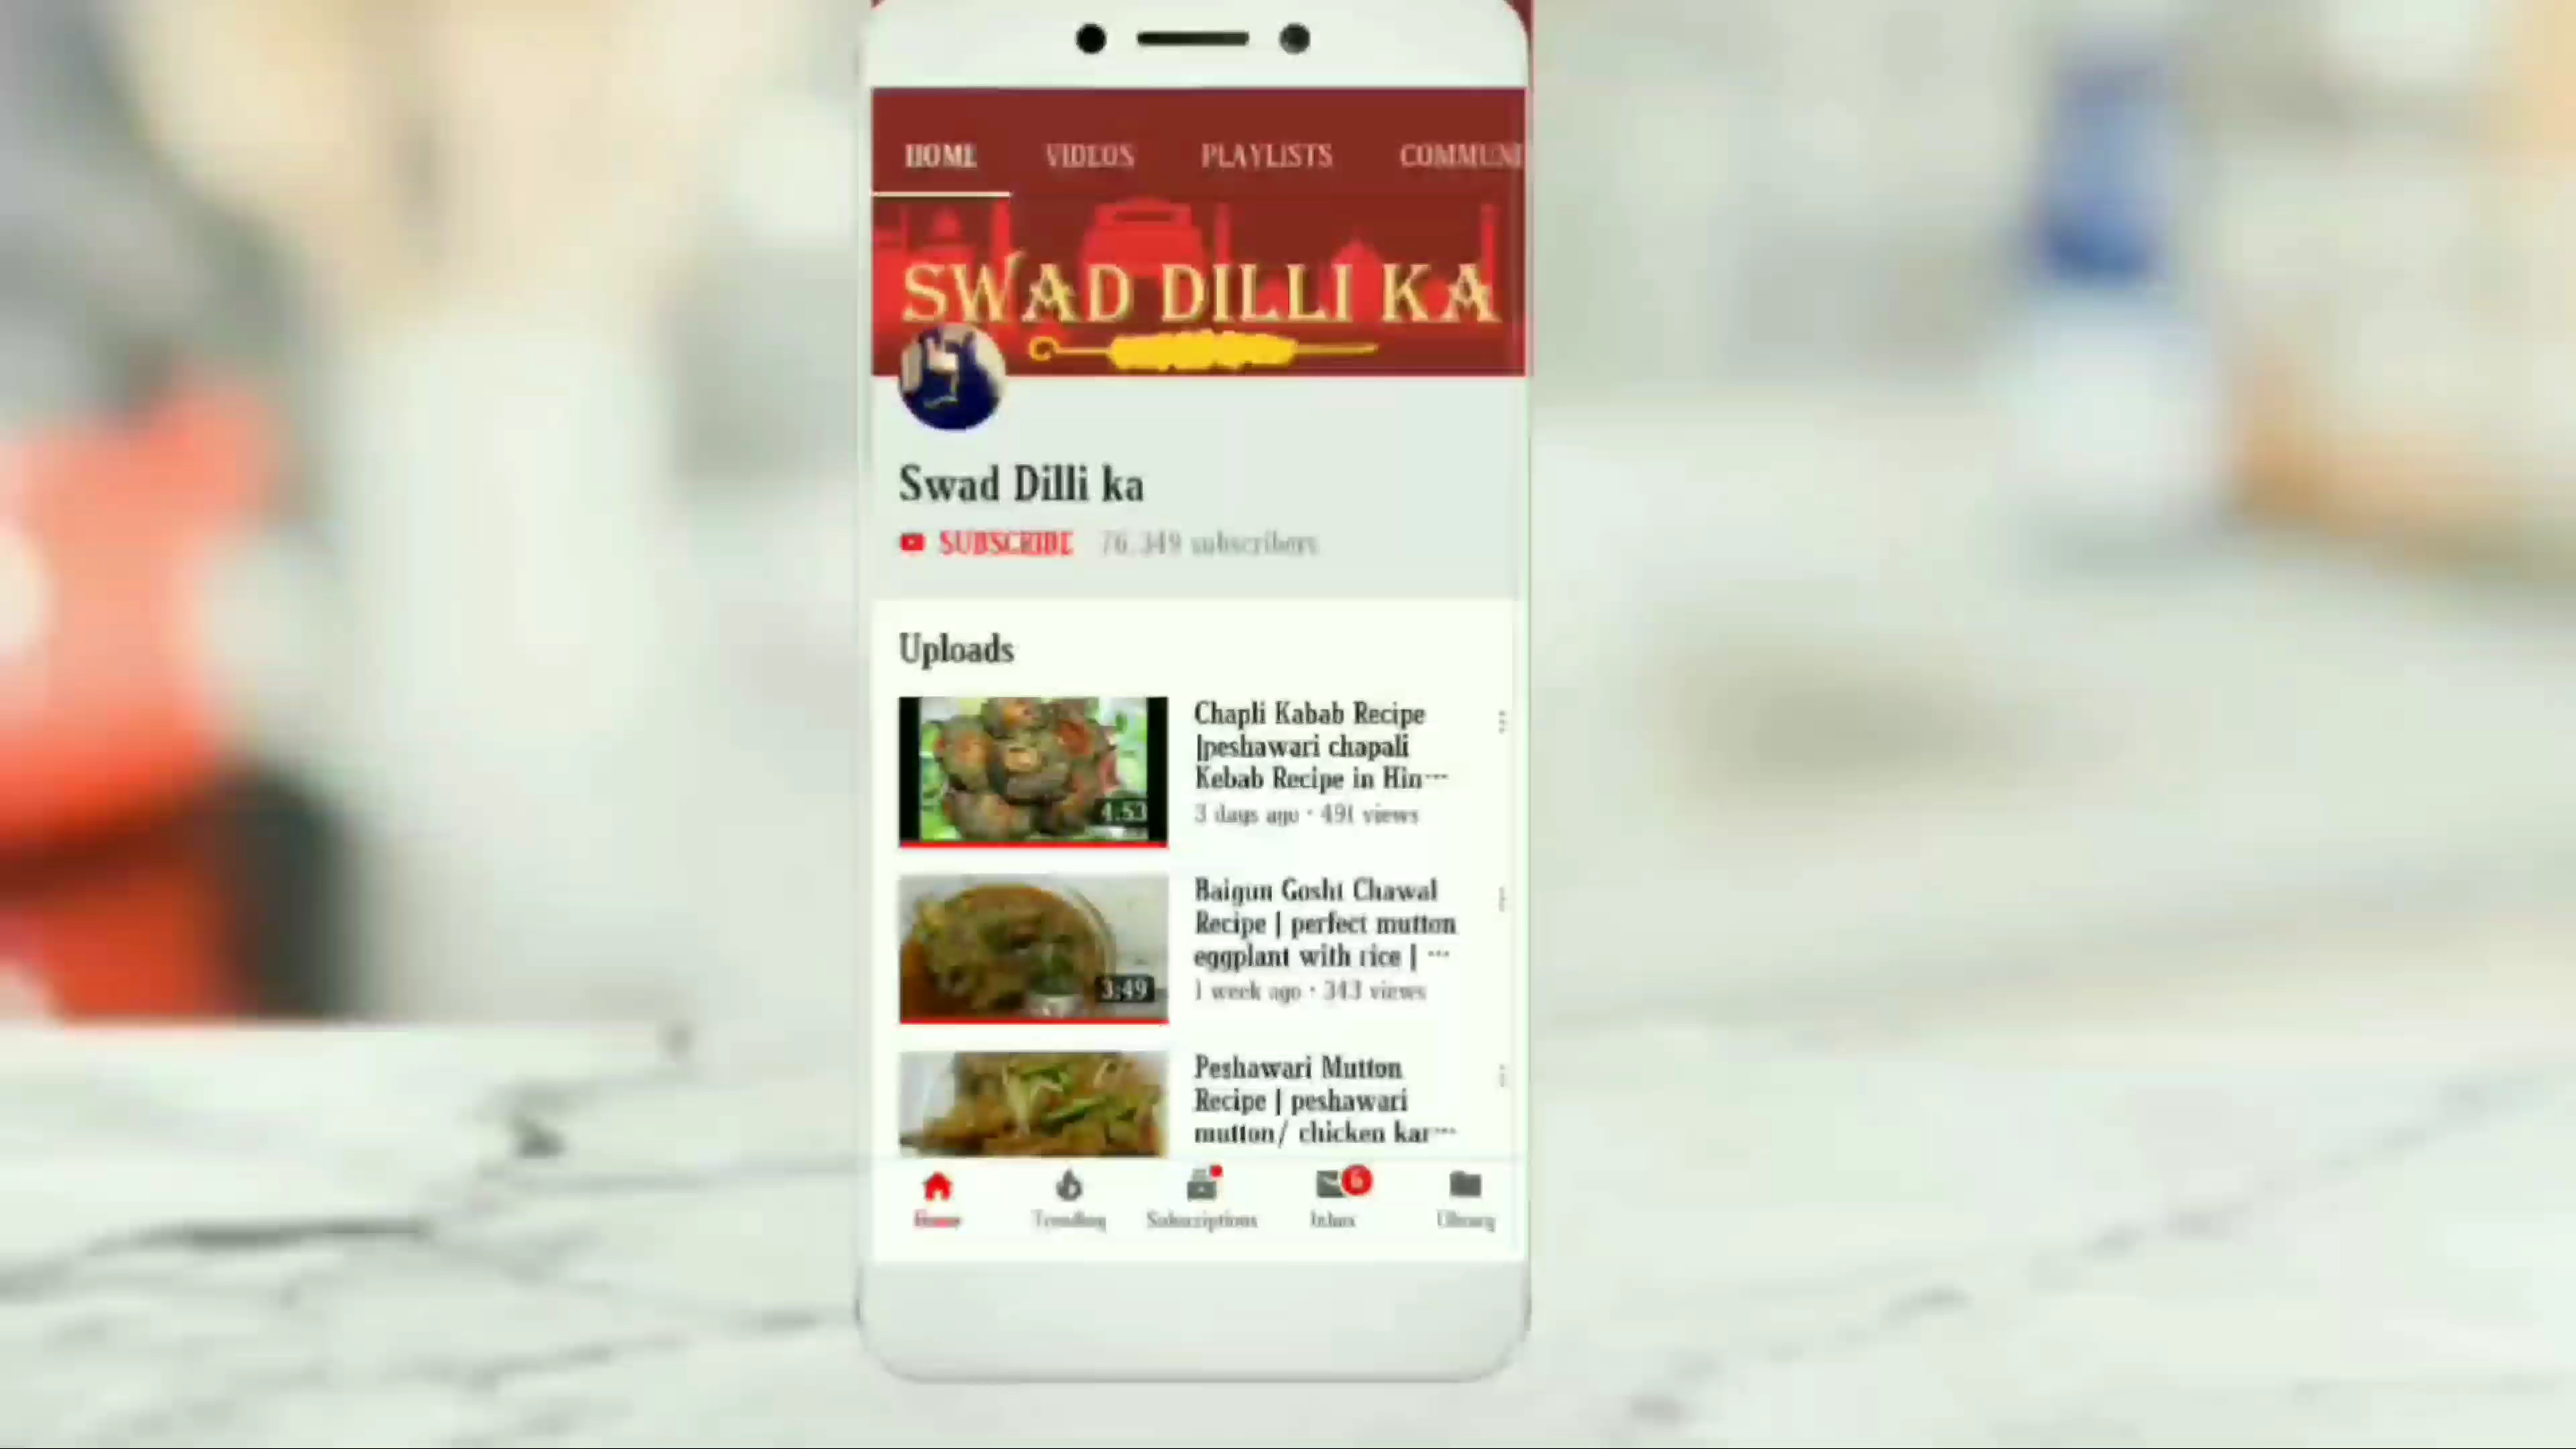 HOME VIDEOS PLAYLISTS COMMUNI
SWAD DILLI KA
Swad Dilli ka
SUBSCRIBE 76,349 subscribers
Uploads
4:53
Chapli Kabab Recipe
|peshawari chapali
Kebab Recipe in Hin...
3 days ago · 491 views
3:49
Baigun Gosht Chawal
Recipe | perfect mutton
eggplant with rice | ...
1 week ago · 343 views
Peshawari Mutton
Recipe | peshawari
mutton/ chicken kar...
6
Home Trending Subscriptions Inbox Library